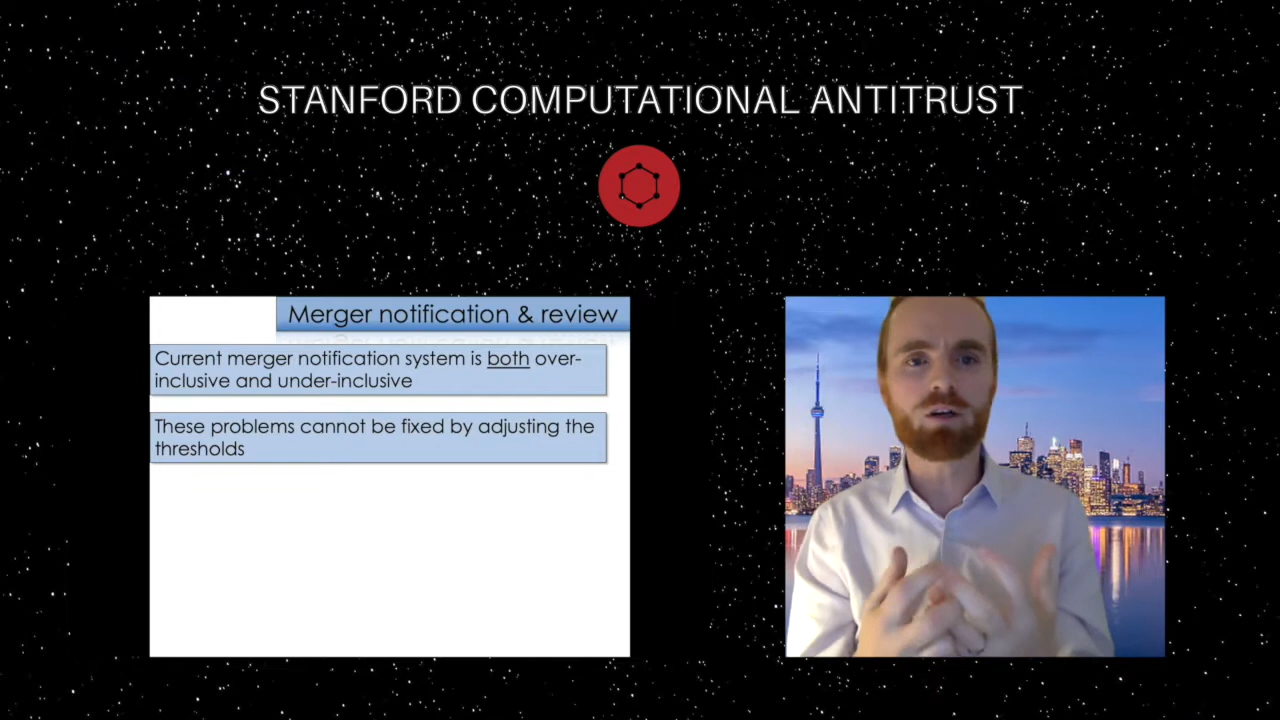 STANFORD COMPUTATIONAL ANTITRUST
Merger notification & review
Current merger notification system is both over-
inclusive and under-inclusive
These problems cannot be fixed by adjusting the
thresholds